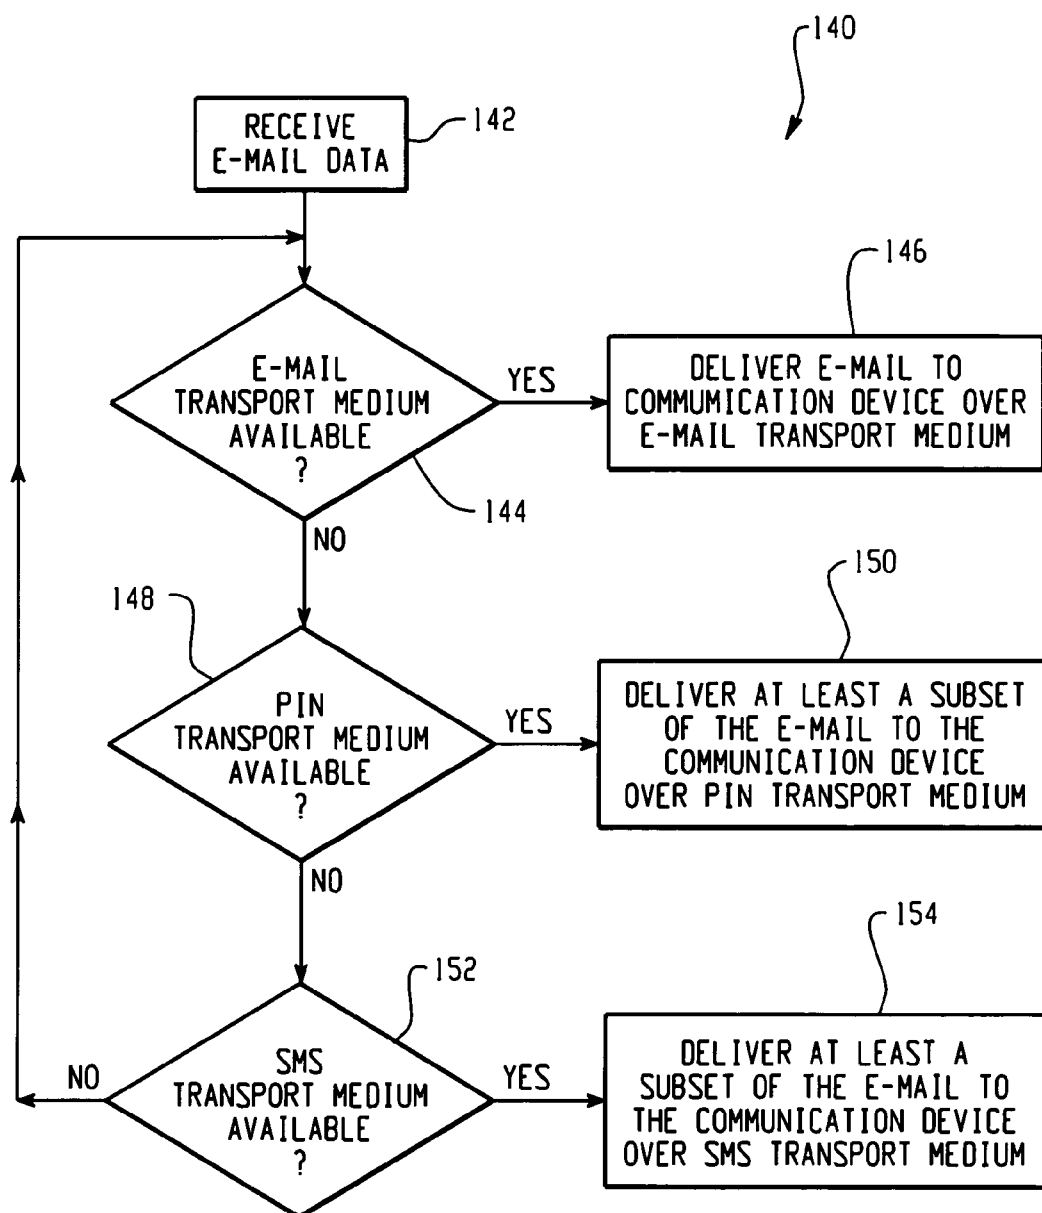 140
RECEIVE
E-MAIL DATA
142
E-MAIL
TRANSPORT MEDIUM
AVAILABLE
?
144
YES
146
DELIVER E-MAIL TO
COMMUMICATION DEVICE OVER
E-MAIL TRANSPORT MEDIUM
NO
148
PIN
TRANSPORT MEDIUM
AVAILABLE
?
YES
150
DELIVER AT LEAST A SUBSET
OF THE E-MAIL TO THE
COMMUNICATION DEVICE
OVER PIN TRANSPORT MEDIUM
NO
152
SMS
TRANSPORT MEDIUM
AVAILABLE
?
NO
YES
154
DELIVER AT LEAST A
SUBSET OF THE E-MAIL TO
THE COMMUNICATION DEVICE
OVER SMS TRANSPORT MEDIUM